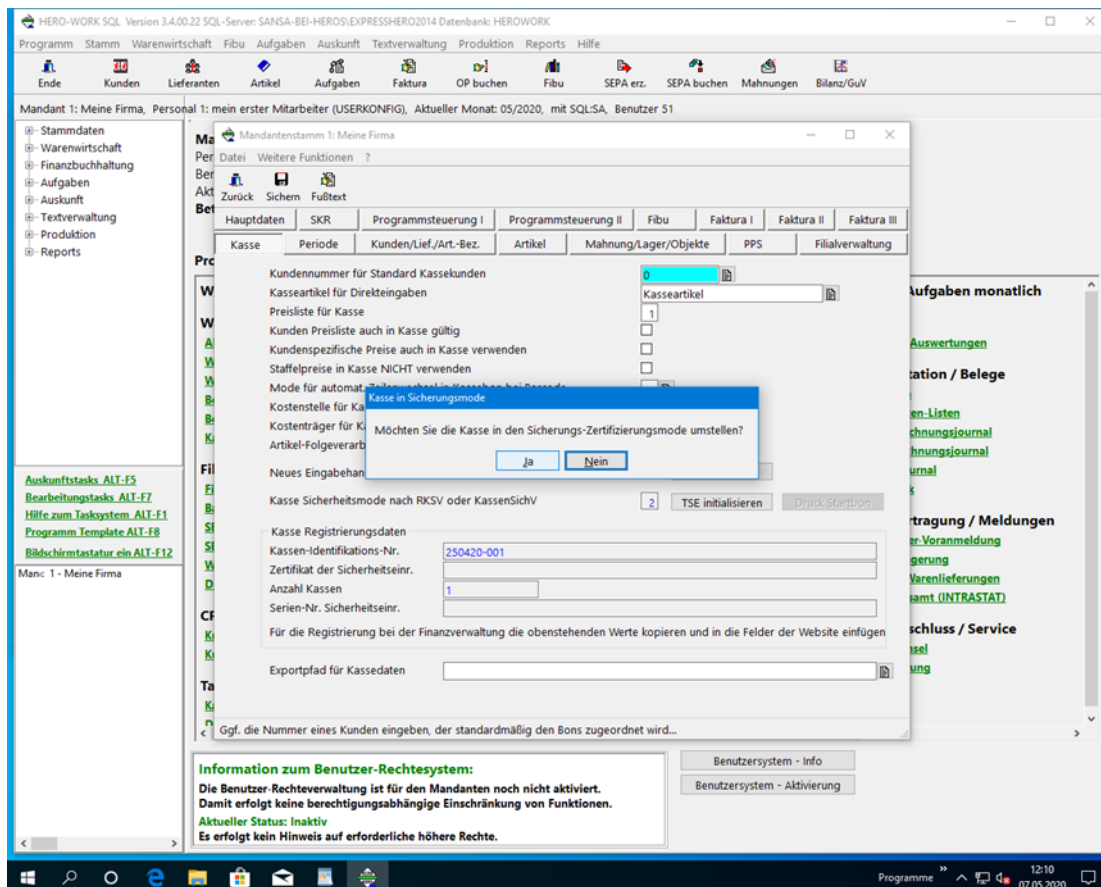 HERO-WORK SQL Version 3.4.00.22 SQL-Server: SANSA-BEI-HEROS\EXPRESSHERO2014 Datenbank: HEROWORK
Programm Stamm Warenwirtschaft Fibu Aufgaben Auskunft Textverwaltung Produktion Reports Hilfe
Ende Kunden Lieferanten Artikel Aufgaben Faktura OP buchen Fibu SEPA erz. SEPA buchen Mahnungen Bilanz/GuV
Mandant 1: Meine Firma, Personal 1: mein erster Mitarbeiter (USERKONFIG), Aktueller Monat: 05/2020, mit SQL:SA, Benutzer 51
Stammdaten
Warenwirtschaft
Finanzbuchhaltung
Aufgaben
Auskunft
Textverwaltung
Produktion
Reports
Auskunftstasks ALT-F5
Bearbeitungstasks ALT-F7
Hilfe zum Tasksystem ALT-F1
Programm Template ALT-F8
Bildschirmtastatur ein ALT-F12
1 - Meine Firma
Mandantenstamm 1: Meine Firma
Datei Weitere Funktionen ?
Zurück Sichern Fußtext
Hauptdaten SKR Programmsteuerung I Programmsteuerung II Fibu Faktura I Faktura II Faktura III
Kasse Periode Kunden/Lief./Art.-Bez. Artikel Mahnung/Lager/Objekte PPS Filialverwaltung
Kundennummer für Standard Kassekunden 0
Kasseartikel für Direkteingaben Kasseartikel
Preisliste für Kasse 1
Kunden Preisliste auch in Kasse gültig
Kundenspezifische Preise auch in Kasse verwenden
Staffelpreise in Kasse NICHT verwenden
Mode für automat.
Kostenstelle für
Kostenträger für
Artikel-Folgeverarb
Neues Eingabehan
Kasse in Sicherungsmode
Möchten Sie die Kasse in den Sicherungs-Zertifizierungsmode umstellen?
Ja Nein
Kasse Sicherheitsmode nach RKSV oder KassenSichV 2 TSE initialisieren Druck Startbon
Kasse Registrierungsdaten
Kassen-Identifikations-Nr. 250420-001
Zertifikat der Sicherheitseinr.
Anzahl Kassen 1
Serien-Nr. Sicherheitseinr.
Für die Registrierung bei der Finanzverwaltung die obenstehenden Werte kopieren und in die Felder der Website einfügen
Exportpfad für Kassedaten
Ggf. die Nummer eines Kunden eingeben, der standardmäßig den Bons zugeordnet wird...
Aufgaben monatlich
Auswertungen
tation / Belege
en-Listen
chnungsjournal
hnungsjournal
urnal
rtragung / Meldungen
er-Voranmeldung
gerung
Warenlieferungen
samt (INTRASTAT)
schluss / Service
hsel
ung
Information zum Benutzer-Rechtesystem:
Die Benutzer-Rechteverwaltung ist für den Mandanten noch nicht aktiviert.
Damit erfolgt keine berechtigungsabhängige Einschränkung von Funktionen.
Aktueller Status: Inaktiv
Es erfolgt kein Hinweis auf erforderliche höhere Rechte.
Benutzersystem - Info
Benutzersystem - Aktivierung
Programme
12:10
07.05.2020